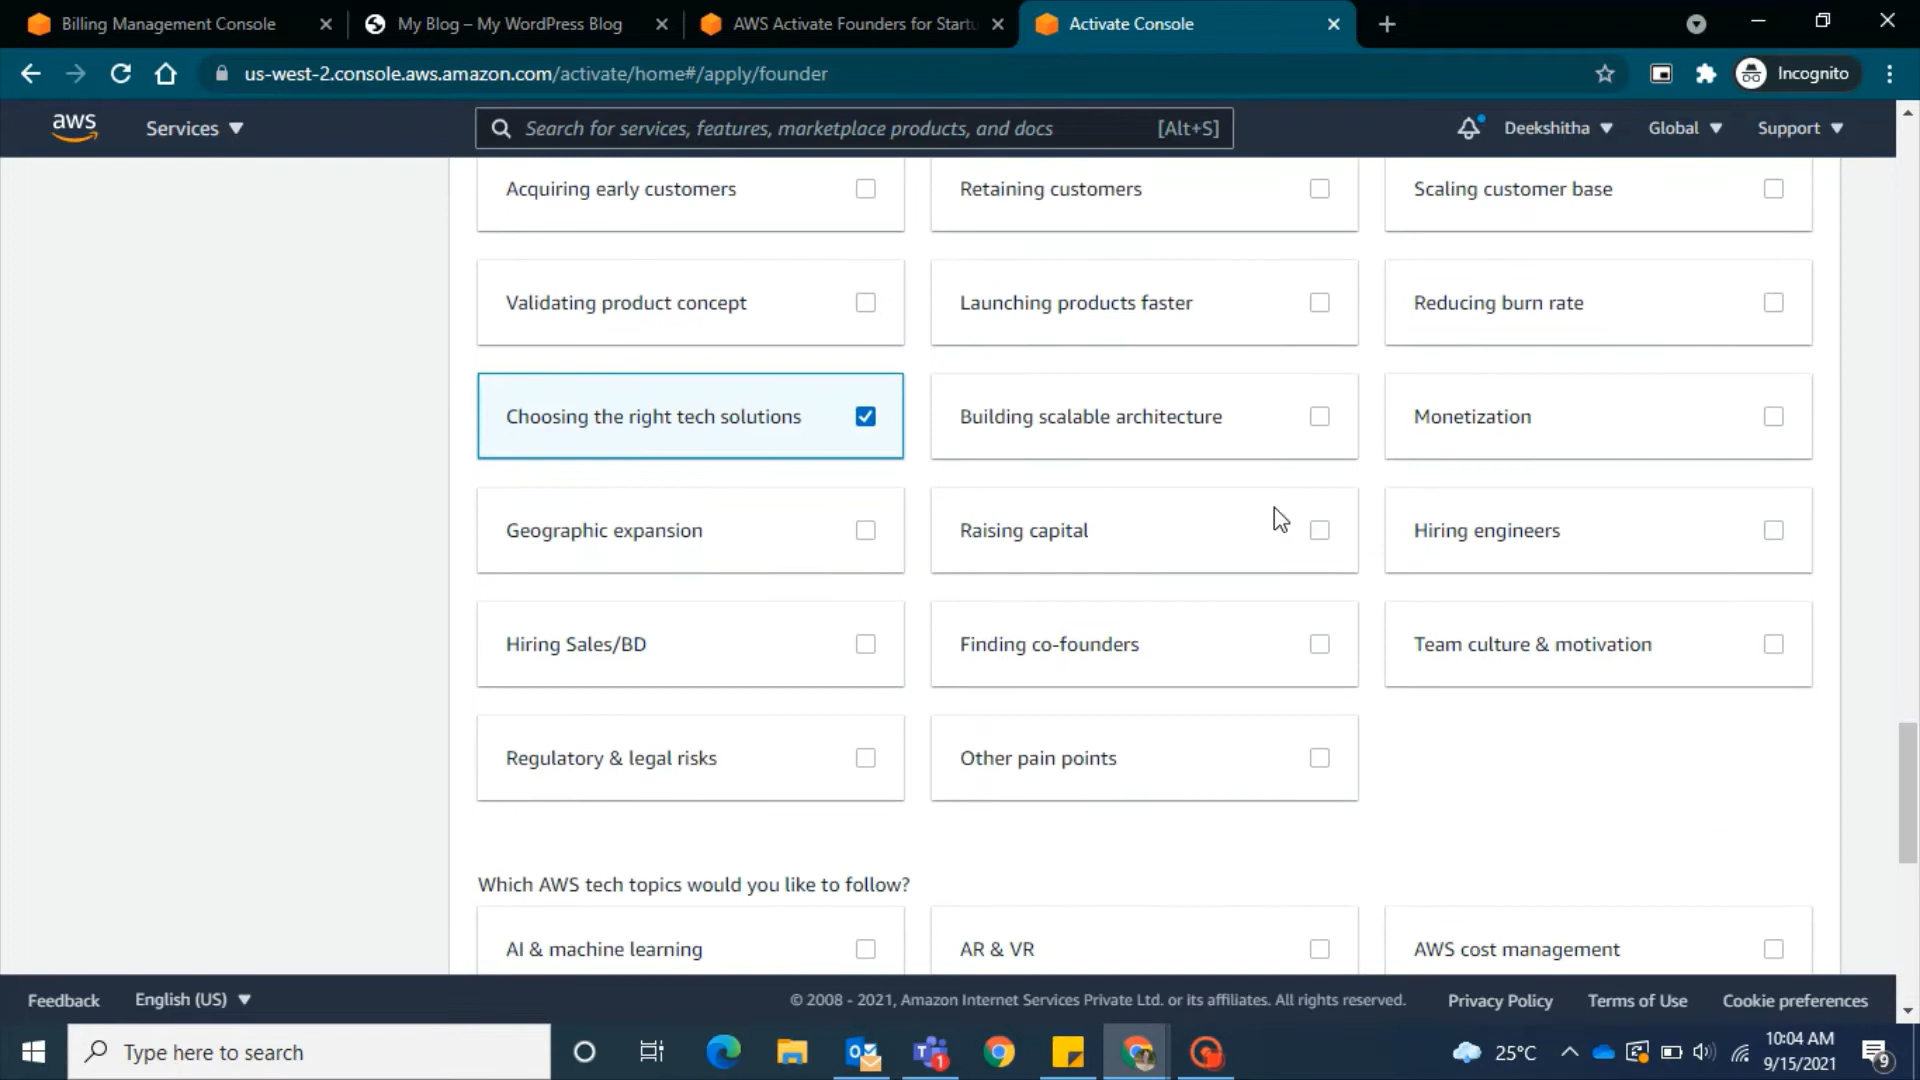 Billing Management Console
My Blog – My WordPress Blog
AWS Activate Founders for Startu
Activate Console
us-west-2.console.aws.amazon.com/activate/home#/apply/founder
Incognito
aws
Services
Search for services, features, marketplace products, and docs [Alt+S]
Deekshitha
Global
Support
Acquiring early customers
Retaining customers
Scaling customer base
Validating product concept
Launching products faster
Reducing burn rate
Choosing the right tech solutions
Building scalable architecture
Monetization
Geographic expansion
Raising capital
Hiring engineers
Hiring Sales/BD
Finding co-founders
Team culture & motivation
Regulatory & legal risks
Other pain points
Which AWS tech topics would you like to follow?
AI & machine learning
AR & VR
AWS cost management
Feedback
English (US)
© 2008 - 2021, Amazon Internet Services Private Ltd. or its affiliates. All rights reserved.
Privacy Policy
Terms of Use
Cookie preferences
Type here to search
1
25°C
10:04 AM
9/15/2021
9